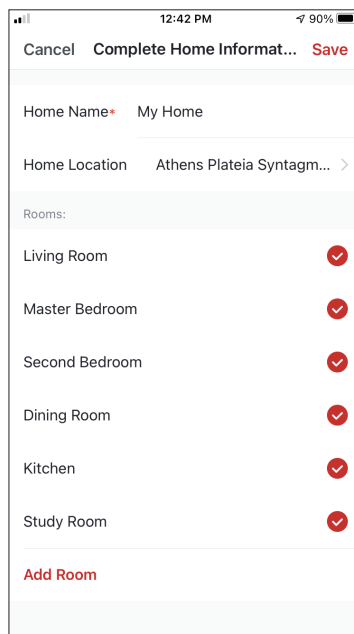 12:42 PM
90%
Cancel Complete Home Informat... Save
Home Name* My Home
Home Location Athens Plateia Syntagm...
Rooms:
Living Room
Master Bedroom
Second Bedroom
Dining Room
Kitchen
Study Room
Add Room